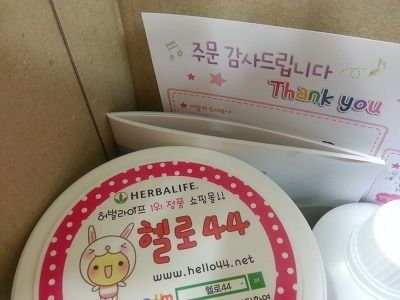 주문 감사드립니다
Thank you
HERBALIFE.
허벌라이프 1위 정품 쇼핑몰!!
헬로44
www.hello44.net
헬로44